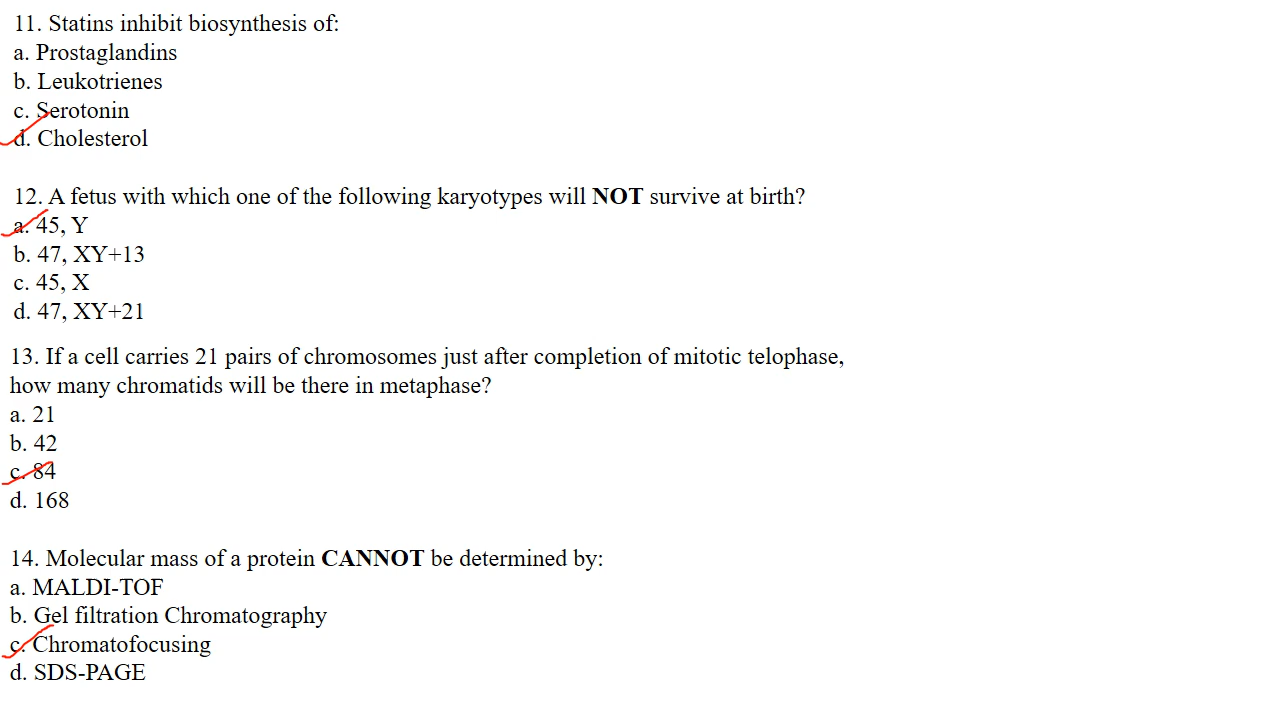 11. Statins inhibit biosynthesis of:
a. Prostaglandins
b. Leukotrienes
c. Serotonin
d. Cholesterol
12. A fetus with which one of the following karyotypes will NOT survive at birth?
a. 45, Y
b. 47, XY+13
c. 45, X
d. 47, XY+21
13. If a cell carries 21 pairs of chromosomes just after completion of mitotic telophase,
how many chromatids will be there in metaphase?
a. 21
b. 42
c. 84
d. 168
14. Molecular mass of a protein CANNOT be determined by:
a. MALDI-TOF
b. Gel filtration Chromatography
c. Chromatofocusing
d. SDS-PAGE